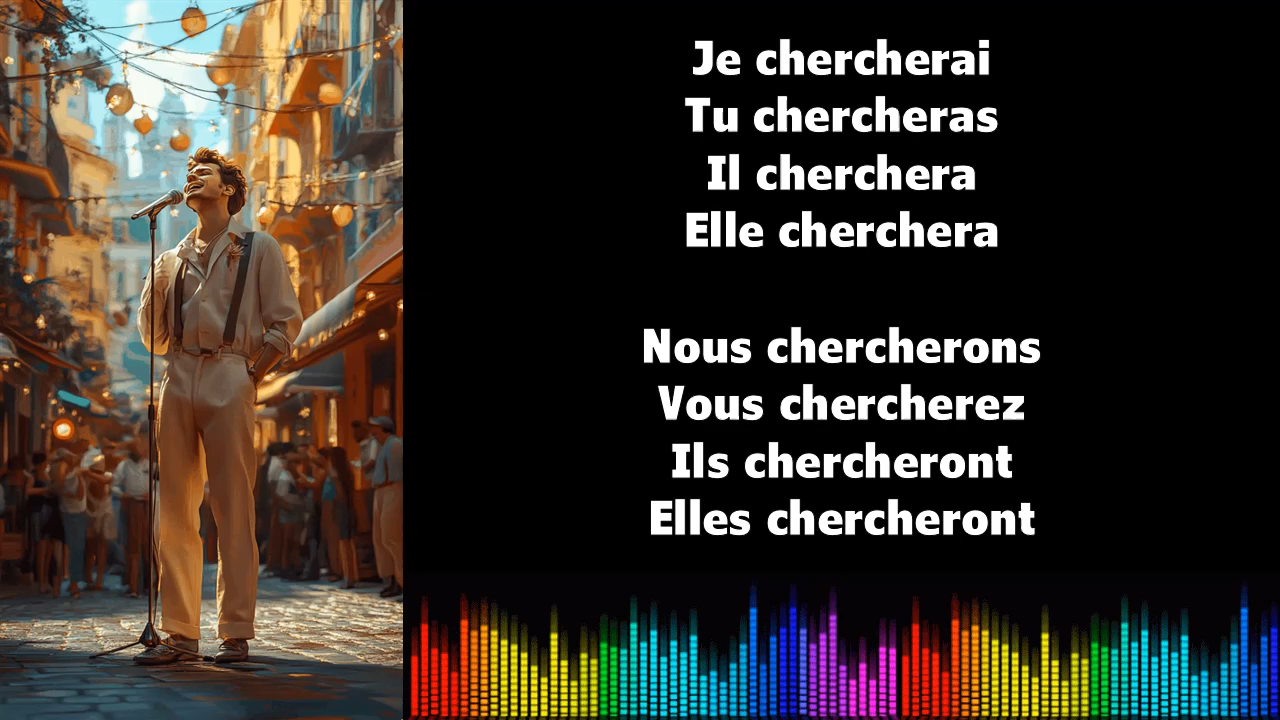 Je chercherai
Tu chercheras
Il cherchera
Elle cherchera
Nous chercherons
Vous chercherez
Ils chercheront
Elles chercheront